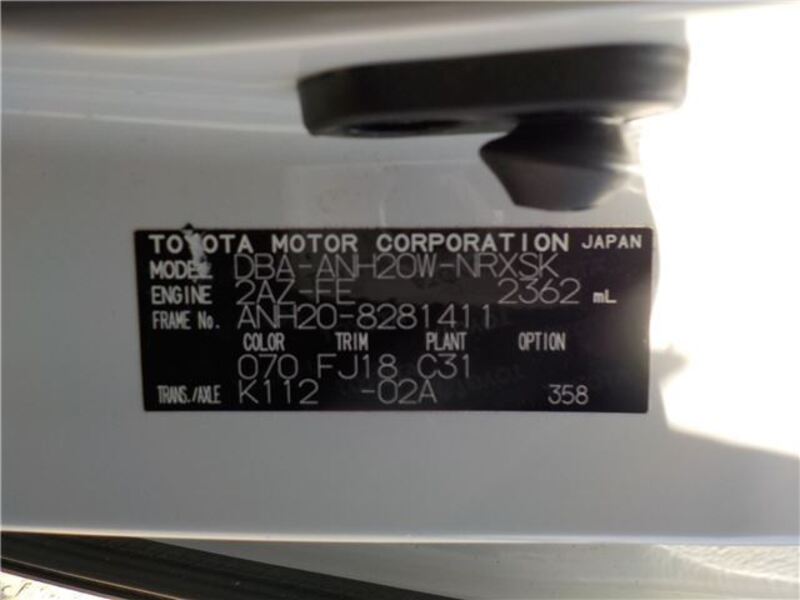 TOYOTA MOTOR CORPORATION JAPAN
MODEL DBA-ANH20W-NRXSK
ENGINE 2AZ-FE 2362 mL
FRAME No. ANH20-8281411
COLOR TRIM PLANT OPTION
070 FJ18 C31
TRANS./AXLE K112 -02A 358